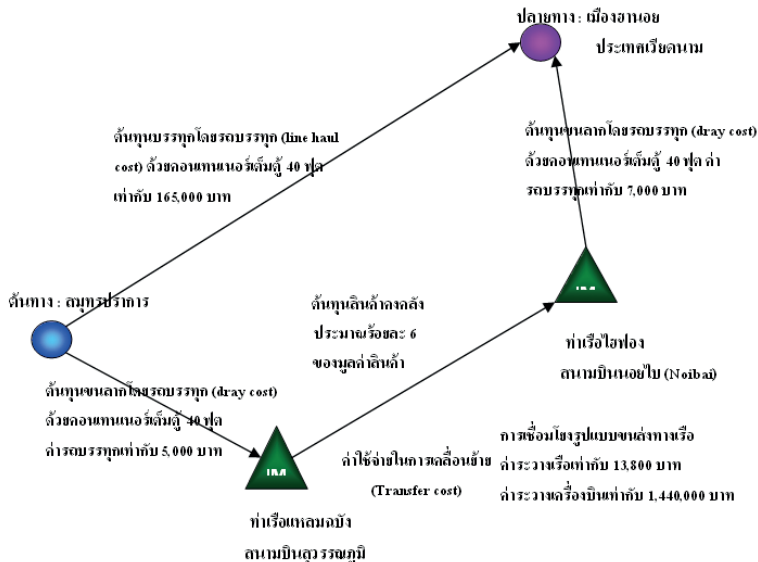 ปลายทาง : เมืองฮานอย
ประเทศเวียดนาม
ต้นทุนบรรทุกโดยรถบรรทุก (line haul
cost) ด้วยคอนเทนเนอร์เต็มตู้ 40 ฟุต
เท่ากับ 165,000 บาท
ต้นทุนขนลากโดยรถบรรทุก (dray cost)
ด้วยคอนเทนเนอร์เต็มตู้ 40 ฟุต ค่า
รถบรรทุกเท่ากับ 7,000 บาท
ต้นทาง : สมุทรปราการ
ต้นทุนสินค้าคงคลัง
ประมาณร้อยละ 6
ของมูลค่าสินค้า
ท่าเรือไฮฟอง
สนามบินนอยไบ (Noibai)
ต้นทุนขนลากโดยรถบรรทุก (dray cost)
ด้วยคอนเทนเนอร์เต็มตู้ 40 ฟุต
ค่ารถบรรทุกเท่ากับ 5,000 บาท
ค่าใช้จ่ายในการเคลื่อนย้าย
(Transfer cost)
การเชื่อมโยงรูปแบบขนส่งทางเรือ
ค่าระวางเรือเท่ากับ 13,800 บาท
ค่าระวางเครื่องบินเท่ากับ 1,440,000 บาท
ท่าเรือแหลมฉบัง
สนามบินสุวรรณภูมิ